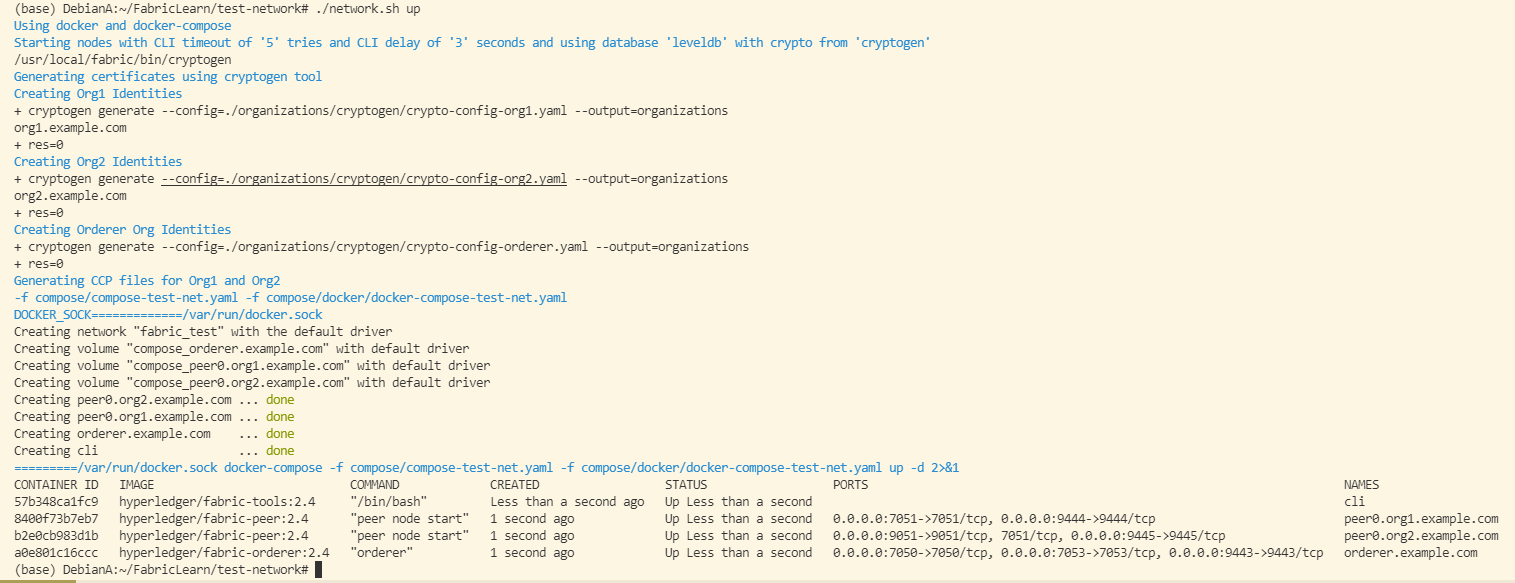 (base) DebianA:~/FabricLearn/test-network# ./network.sh up
Using docker and docker-compose
Starting nodes with CLI timeout of '5' tries and CLI delay of '3' seconds and using database 'leveldb' with crypto from 'cryptogen'
/usr/local/fabric/bin/cryptogen
Generating certificates using cryptogen tool
Creating Org1 Identities
+ cryptogen generate --config=./organizations/cryptogen/crypto-config-org1.yaml --output=organizations
org1.example.com
+ res=0
Creating Org2 Identities
+ cryptogen generate --config=./organizations/cryptogen/crypto-config-org2.yaml --output=organizations
org2.example.com
+ res=0
Creating Orderer Org Identities
+ cryptogen generate --config=./organizations/cryptogen/crypto-config-orderer.yaml --output=organizations
+ res=0
Generating CCP files for Org1 and Org2
-f compose/compose-test-net.yaml -f compose/docker/docker-compose-test-net.yaml
DOCKER_SOCK=============/var/run/docker.sock
Creating network "fabric_test" with the default driver
Creating volume "compose_orderer.example.com" with default driver
Creating volume "compose_peer0.org1.example.com" with default driver
Creating volume "compose_peer0.org2.example.com" with default driver
Creating peer0.org2.example.com ... done
Creating peer0.org1.example.com ... done
Creating orderer.example.com    ... done
Creating cli                    ... done
=========/var/run/docker.sock docker-compose -f compose/compose-test-net.yaml -f compose/docker/docker-compose-test-net.yaml up -d 2>&1
CONTAINER ID   IMAGE                            COMMAND             CREATED                  STATUS                  PORTS                                                                    NAMES
57b348ca1fc9   hyperledger/fabric-tools:2.4     "/bin/bash"         Less than a second ago   Up Less than a second                                                                            cli
8400f73b7eb7   hyperledger/fabric-peer:2.4      "peer node start"   1 second ago             Up Less than a second   0.0.0.0:7051->7051/tcp, 0.0.0.0:9444->9444/tcp                           peer0.org1.example.com
b2e0cb983d1b   hyperledger/fabric-peer:2.4      "peer node start"   1 second ago             Up Less than a second   0.0.0.0:9051->9051/tcp, 7051/tcp, 0.0.0.0:9445->9445/tcp                 peer0.org2.example.com
a0e801c16ccc   hyperledger/fabric-orderer:2.4   "orderer"           1 second ago             Up Less than a second   0.0.0.0:7050->7050/tcp, 0.0.0.0:7053->7053/tcp, 0.0.0.0:9443->9443/tcp   orderer.example.com
(base) DebianA:~/FabricLearn/test-network#